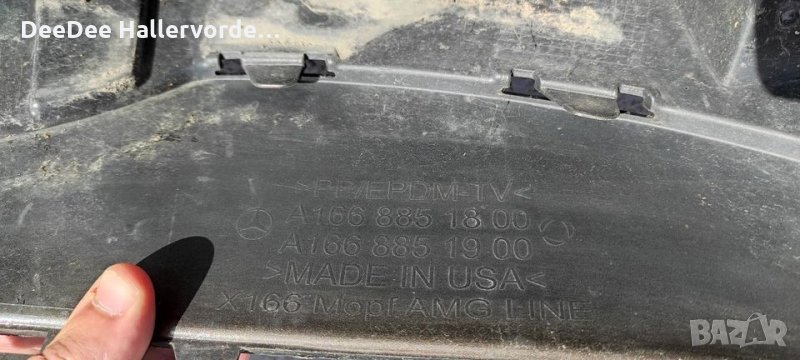 DeeDee Hallervorde...
>PP/EPDM-TV<
A166 885 18 00
A166 885 19 00
>MADE IN USA<
X166 Mopf AMG LINE
BAZAR